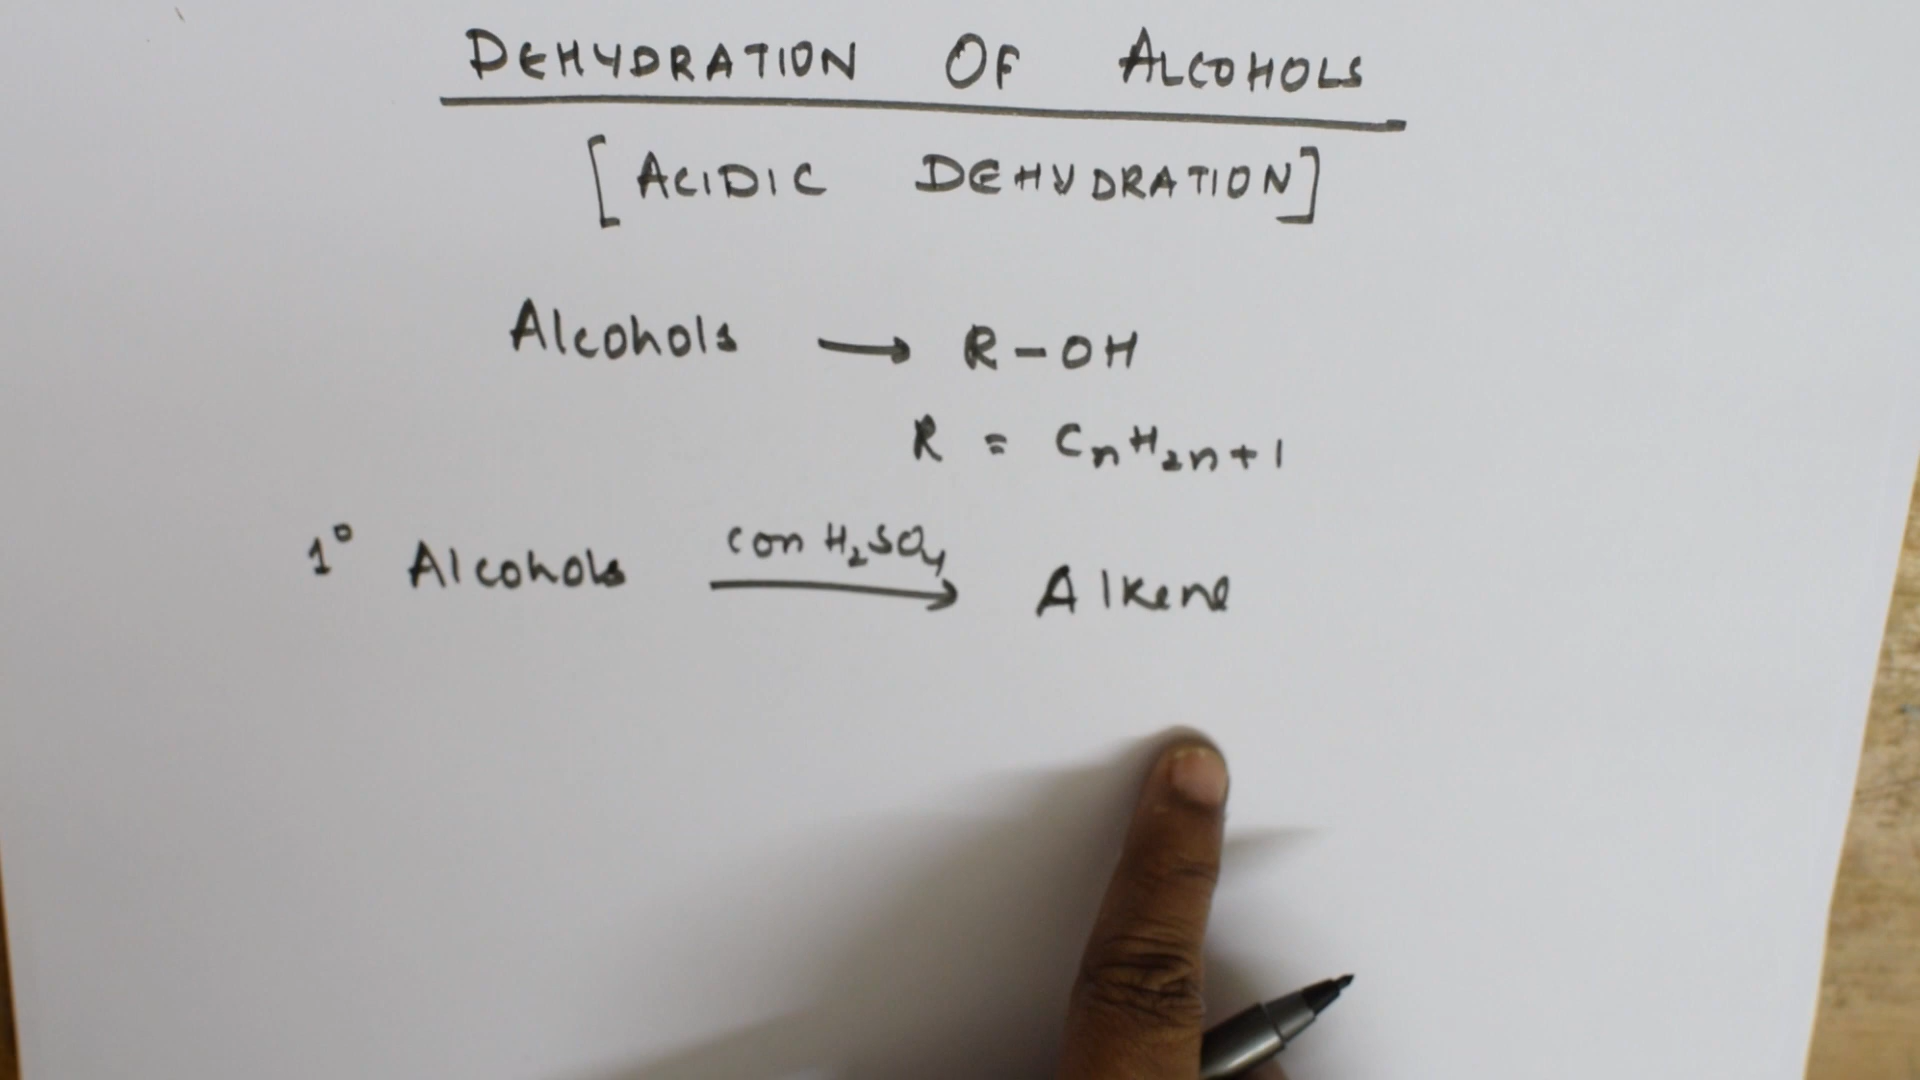 DEHYDRATION OF ALCOHOLS
[ACIDIC DEHYDRATION]
Alcohols → R-OH
R = CnH2n+1
1° Alcohols con H2SO4 → Alkene